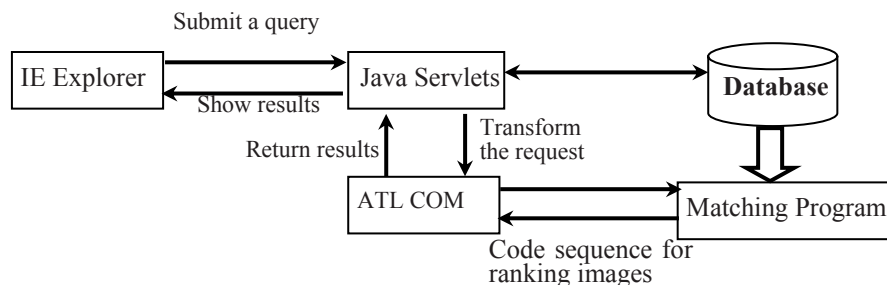 Submit a query
IE Explorer
Java Servlets
Database
Show results
Return results
Transform
the request
ATL COM
Matching Program
Code sequence for
ranking images